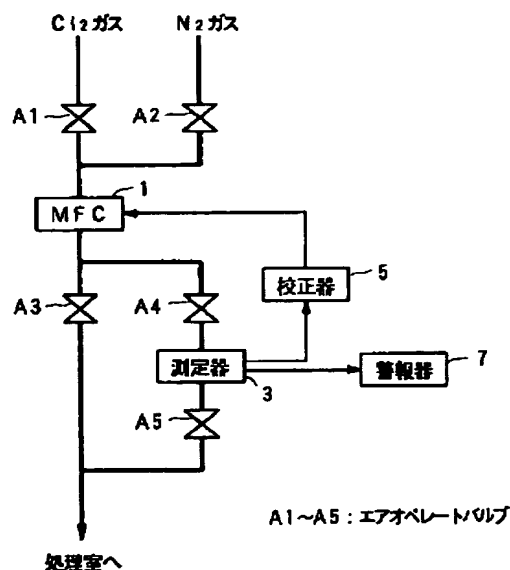 Cl₂ガス N₂ガス
A1 A2
1
MFC
5
校正器
A3 A4
測定器
3
7
警報器
A5
A1~A5:エアオペレートバルブ
処理室へ